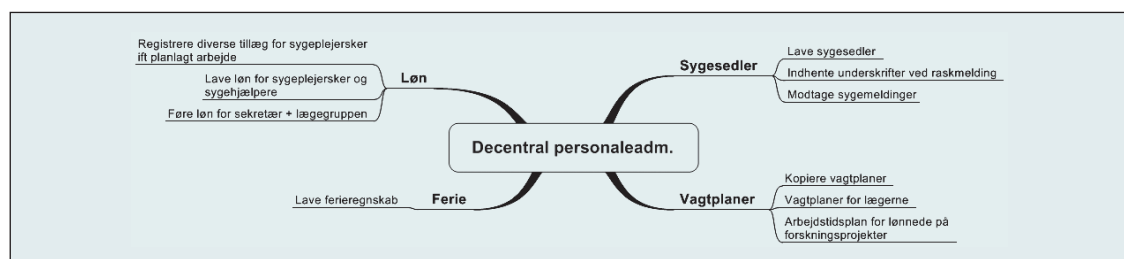 Decentral personaleadm.
Løn
Registrere diverse tillæg for sygeplejersker
ift planlagt arbejde
Lave løn for sygeplejersker og
sygehjælpere
Føre løn for sekretær + lægegruppen
Ferie
Lave ferieregnskab
Sygesedler
Lave sygesedler
Indhente underskrifter ved raskmelding
Modtage sygemeldinger
Vagtplaner
Kopiere vagtplaner
Vagtplaner for lægerne
Arbejdstidsplan for lønnede på
forskningsprojekter